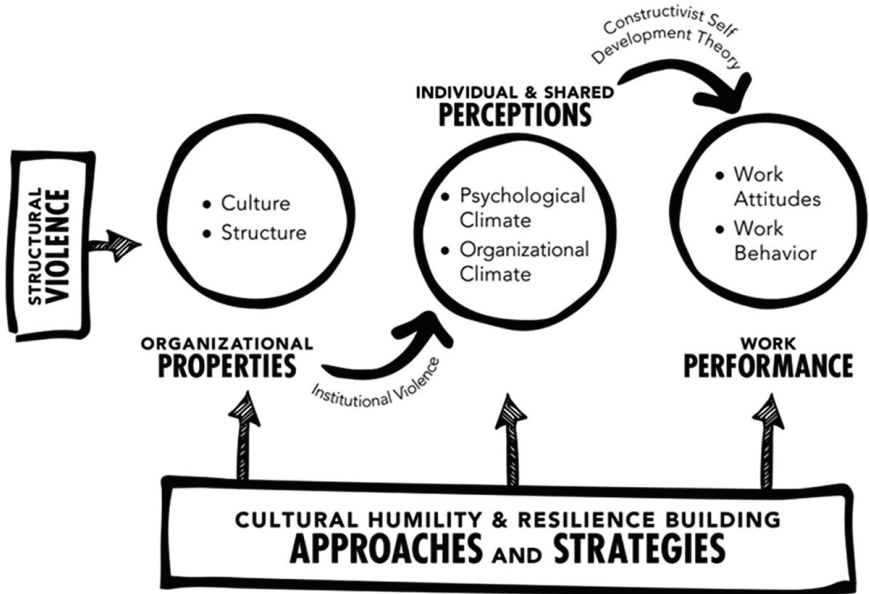 STRUCTURAL
VIOLENCE
• Culture
• Structure
ORGANIZATIONAL
PROPERTIES
Institutional Violence
INDIVIDUAL & SHARED
PERCEPTIONS
• Psychological
Climate
• Organizational
Climate
Constructivist Self
Development Theory
• Work
Attitudes
• Work
Behavior
WORK
PERFORMANCE
CULTURAL HUMILITY & RESILIENCE BUILDING
APPROACHES AND STRATEGIES